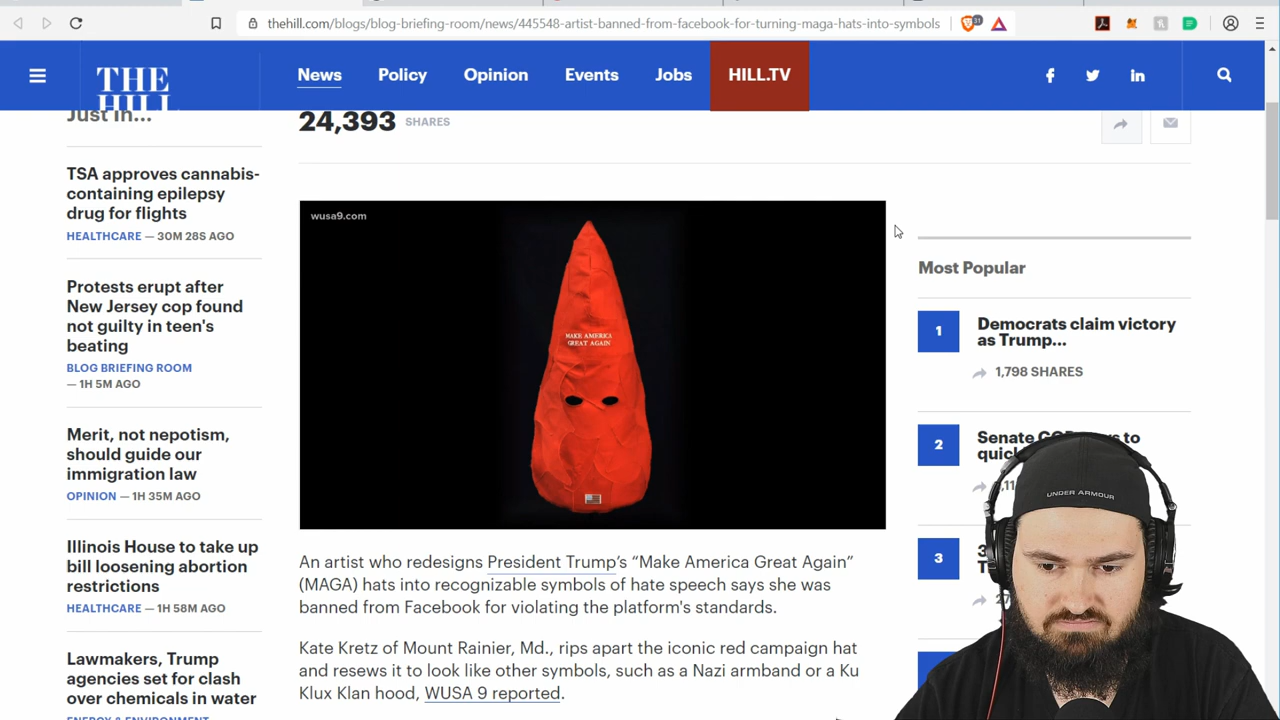 thehill.com/blogs/blog-briefing-room/news/445548-artist-banned-from-facebook-for-turning-maga-hats-into-symbols
31
THE
HILL
News
Policy
Opinion
Events
Jobs
HILL.TV
Just In...
TSA approves cannabis-
containing epilepsy
drug for flights
HEALTHCARE — 30M 28S AGO
Protests erupt after
New Jersey cop found
not guilty in teen's
beating
BLOG BRIEFING ROOM
— 1H 5M AGO
Merit, not nepotism,
should guide our
immigration law
OPINION — 1H 35M AGO
Illinois House to take up
bill loosening abortion
restrictions
HEALTHCARE — 1H 58M AGO
Lawmakers, Trump
agencies set for clash
over chemicals in water
ENERGY & ENVIRONMENT
24,393 SHARES
wusa9.com
MAKE AMERICA
GREAT AGAIN
An artist who redesigns President Trump's “Make America Great Again”
(MAGA) hats into recognizable symbols of hate speech says she was
banned from Facebook for violating the platform's standards.
Kate Kretz of Mount Rainier, Md., rips apart the iconic red campaign hat
and resews it to look like other symbols, such as a Nazi armband or a Ku
Klux Klan hood, WUSA 9 reported.
Most Popular
1
Democrats claim victory
as Trump...
1,798 SHARES
2
Senate GOP to
3
UNDER ARMOUR